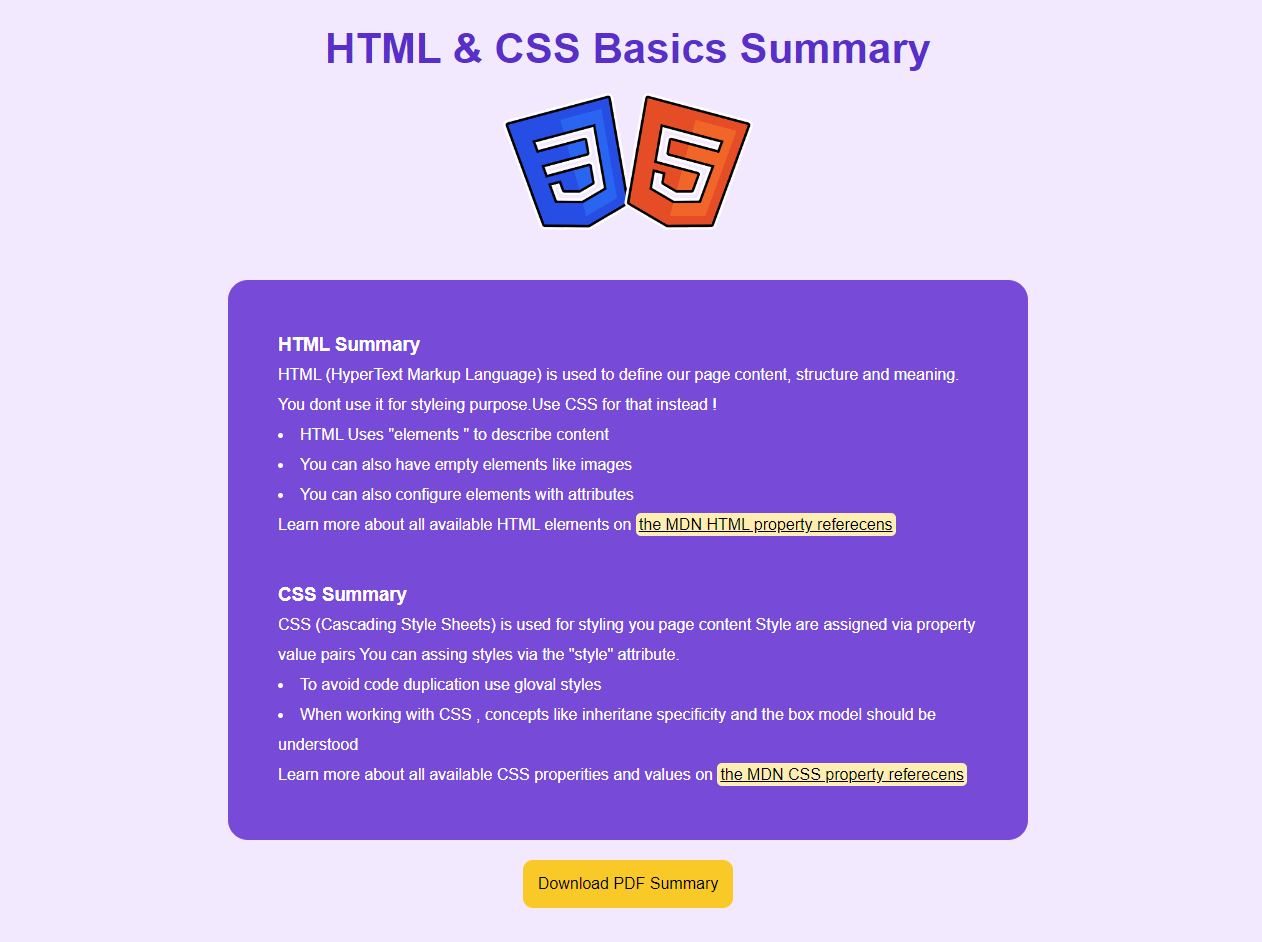 HTML & CSS Basics Summary
HTML Summary
HTML (HyperText Markup Language) is used to define our page content, structure and meaning.
You dont use it for styleing purpose.Use CSS for that instead !
• HTML Uses "elements " to describe content
• You can also have empty elements like images
• You can also configure elements with attributes
Learn more about all available HTML elements on the MDN HTML property referecens
CSS Summary
CSS (Cascading Style Sheets) is used for styling you page content Style are assigned via property
value pairs You can assing styles via the "style" attribute.
• To avoid code duplication use gloval styles
• When working with CSS , concepts like inheritane specificity and the box model should be
understood
Learn more about all available CSS properities and values on the MDN CSS property referecens
Download PDF Summary